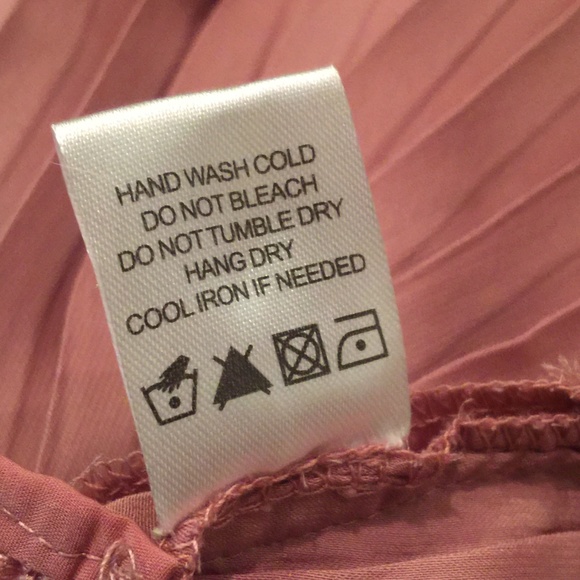 HAND WASH COLD
DO NOT BLEACH
DO NOT TUMBLE DRY
HANG DRY
COOL IRON IF NEEDED